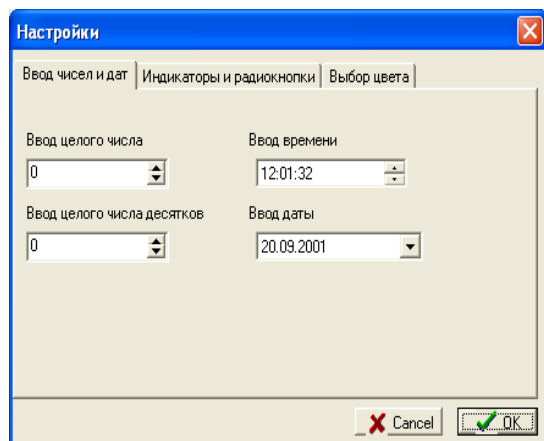 Настройки
Ввод чисел и дат Индикаторы и радиокнопки Выбор цвета
Ввод целого числа Ввод времени
0 12:01:32
Ввод целого числа десятков Ввод даты
0 20.09.2001
Cancel OK